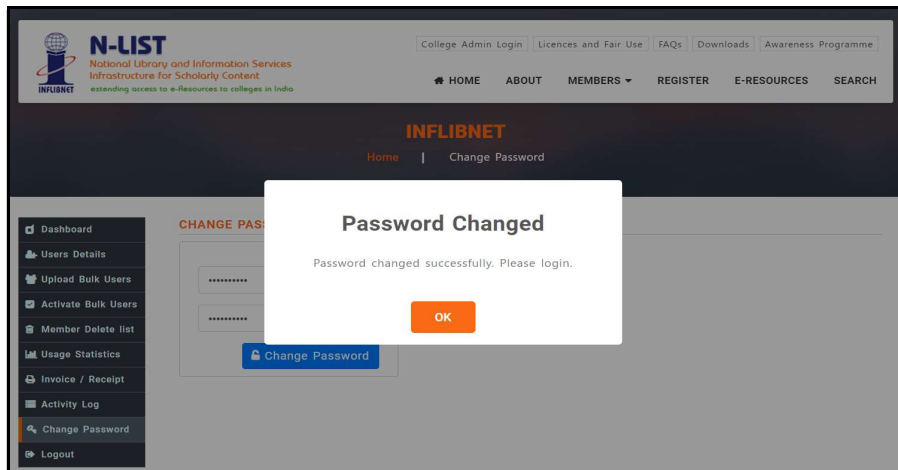 College Admin Login Licences and Fair Use FAQs Downloads Awareness Programme
N-LIST
National Library and Information Services
Infrastructure for Scholarly Content
extending access to e-Resources to colleges in India
INFLIBNET
HOME ABOUT MEMBERS REGISTER E-RESOURCES SEARCH
INFLIBNET
Home | Change Password
Dashboard
Users Details
Upload Bulk Users
Activate Bulk Users
Member Delete list
Usage Statistics
Invoice / Receipt
Activity Log
Change Password
Logout
CHANGE PAS
Password Changed
Password changed successfully. Please login.
OK
Change Password